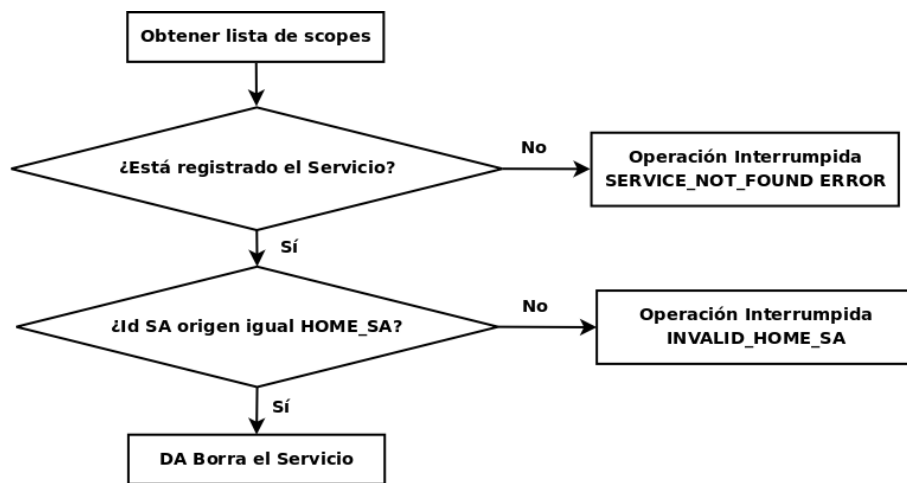 Obtener lista de scopes
¿Está registrado el Servicio?
No
Operación Interrumpida
SERVICE_NOT_FOUND ERROR
Sí
¿Id SA origen igual HOME_SA?
No
Operación Interrumpida
INVALID_HOME_SA
Sí
DA Borra el Servicio